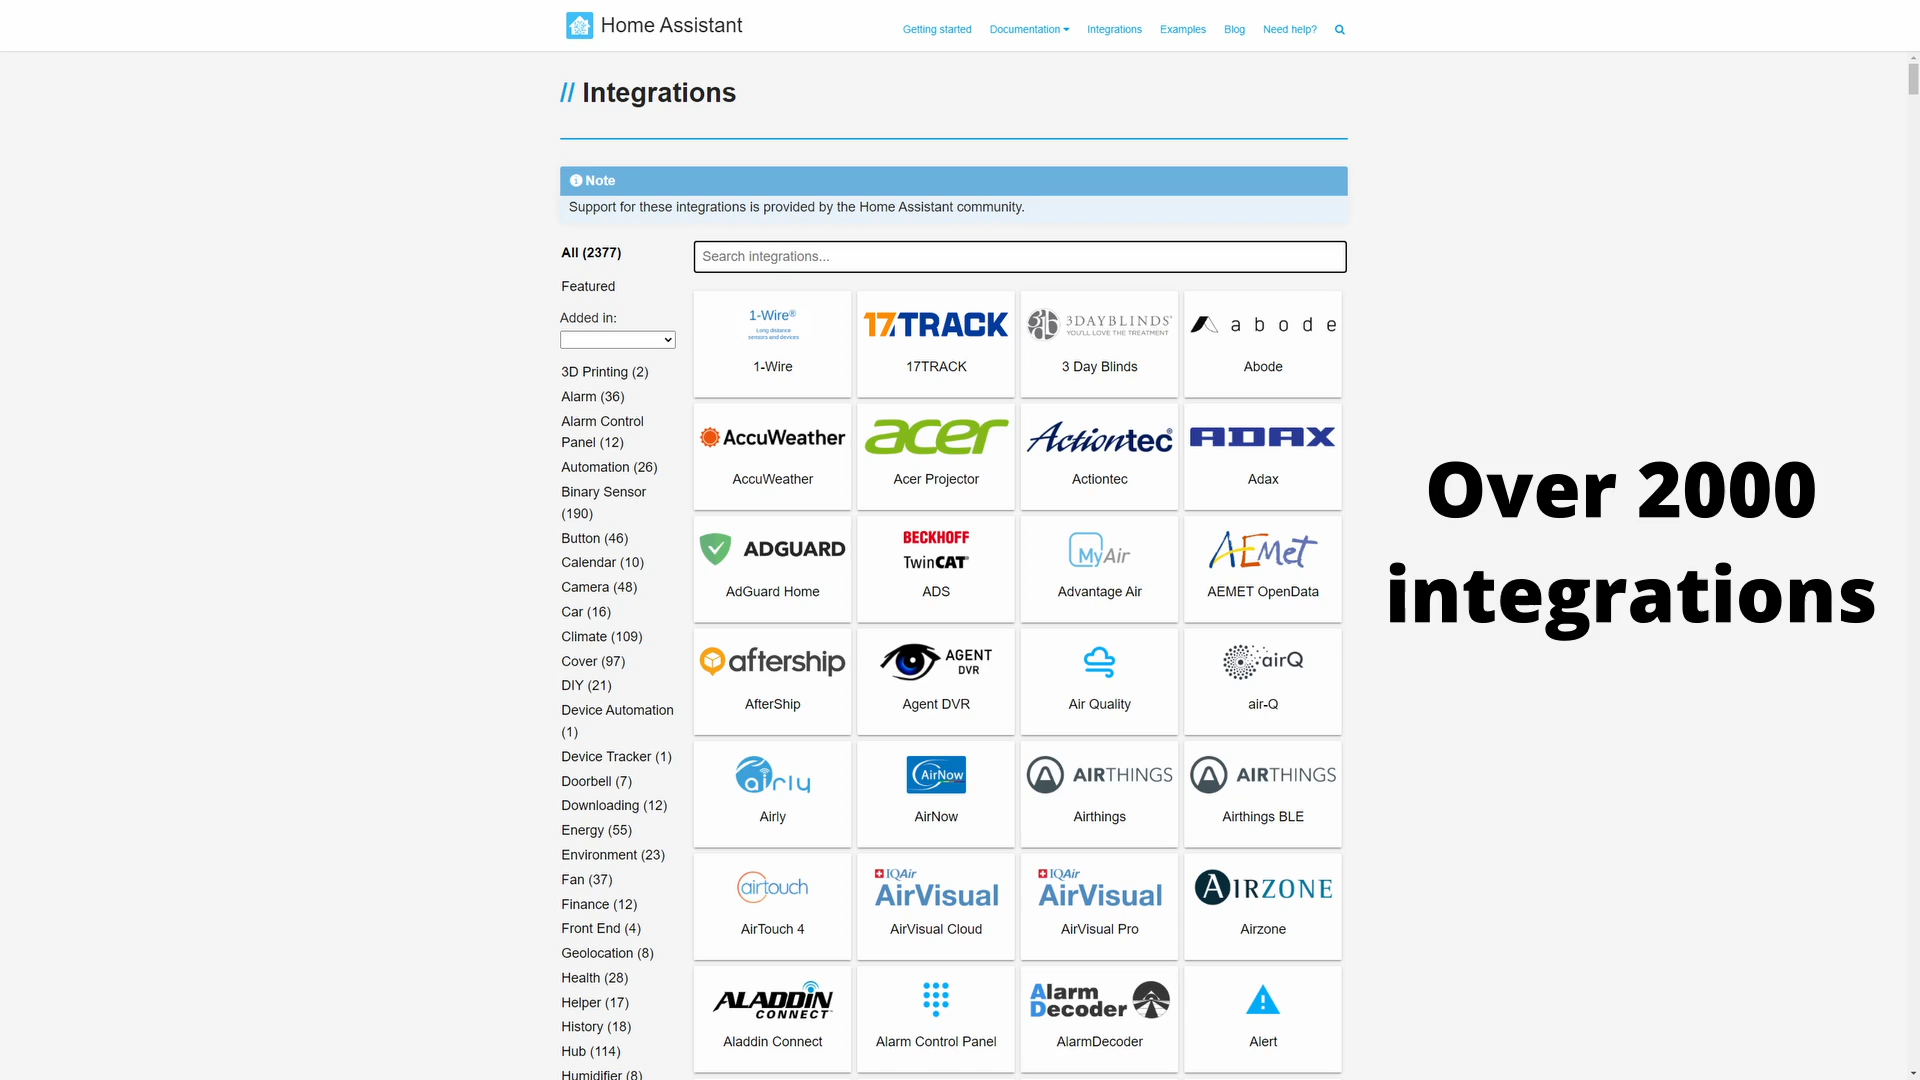 Home Assistant
Getting started Documentation Integrations Examples Blog Need help?
// Integrations
Note
Support for these integrations is provided by the Home Assistant community.
All (2377)
Featured
Added in:
3D Printing (2)
Alarm (36)
Alarm Control
Panel (12)
Automation (26)
Binary Sensor
(190)
Button (46)
Calendar (10)
Camera (48)
Car (16)
Climate (109)
Cover (97)
DIY (21)
Device Automation
(1)
Device Tracker (1)
Doorbell (7)
Downloading (12)
Energy (55)
Environment (23)
Fan (37)
Finance (12)
Front End (4)
Geolocation (8)
Health (28)
Helper (17)
History (18)
Hub (114)
Humidifier (8)
Search integrations...
1-Wire®
Long distance
sensors and devices
1-Wire
17TRACK
17TRACK
3 DAY BLINDS
YOU'LL LOVE THE TREATMENT
3 Day Blinds
abode
Abode
AccuWeather
AccuWeather
acer
Acer Projector
Actiontec®
Actiontec
ADAX
Adax
ADGUARD
AdGuard Home
BECKHOFF
TwinCAT®
ADS
MyAir
Advantage Air
AEMet
AEMET OpenData
aftership
AfterShip
AGENT
DVR
Agent DVR
Air Quality
airQ
air-Q
airly
Airly
AirNow
AirNow
AIRTHINGS
Airthings
AIRTHINGS
Airthings BLE
airtouch
AirTouch 4
IQAir
AirVisual
AirVisual Cloud
IQAir
AirVisual
AirVisual Pro
AIRZONE
Airzone
ALADDIN
CONNECT
Aladdin Connect
Alarm Control Panel
Alarm
Decoder
AlarmDecoder
Alert
Over 2000
integrations